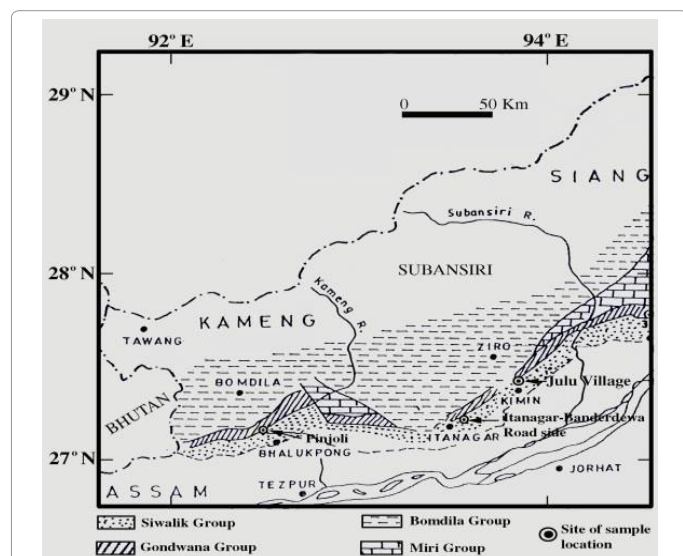 92° E 94° E
29° N
0 50 Km
SIANG
Subansiri R.
28° N
SUBANSIRI
Kameng R.
KAMENG
TAWANG
ZIRO
BOMDILA
Julu Village
KIMIN
BHUTAN
Itanagar-Banderdewa
Road side
ITANAGAR
Pinjoli
BHALUKPONG
27° N
JORHAT
TEZPUR
ASSAM
Siwalik Group Bomdila Group Site of sample
location
Gondwana Group Miri Group